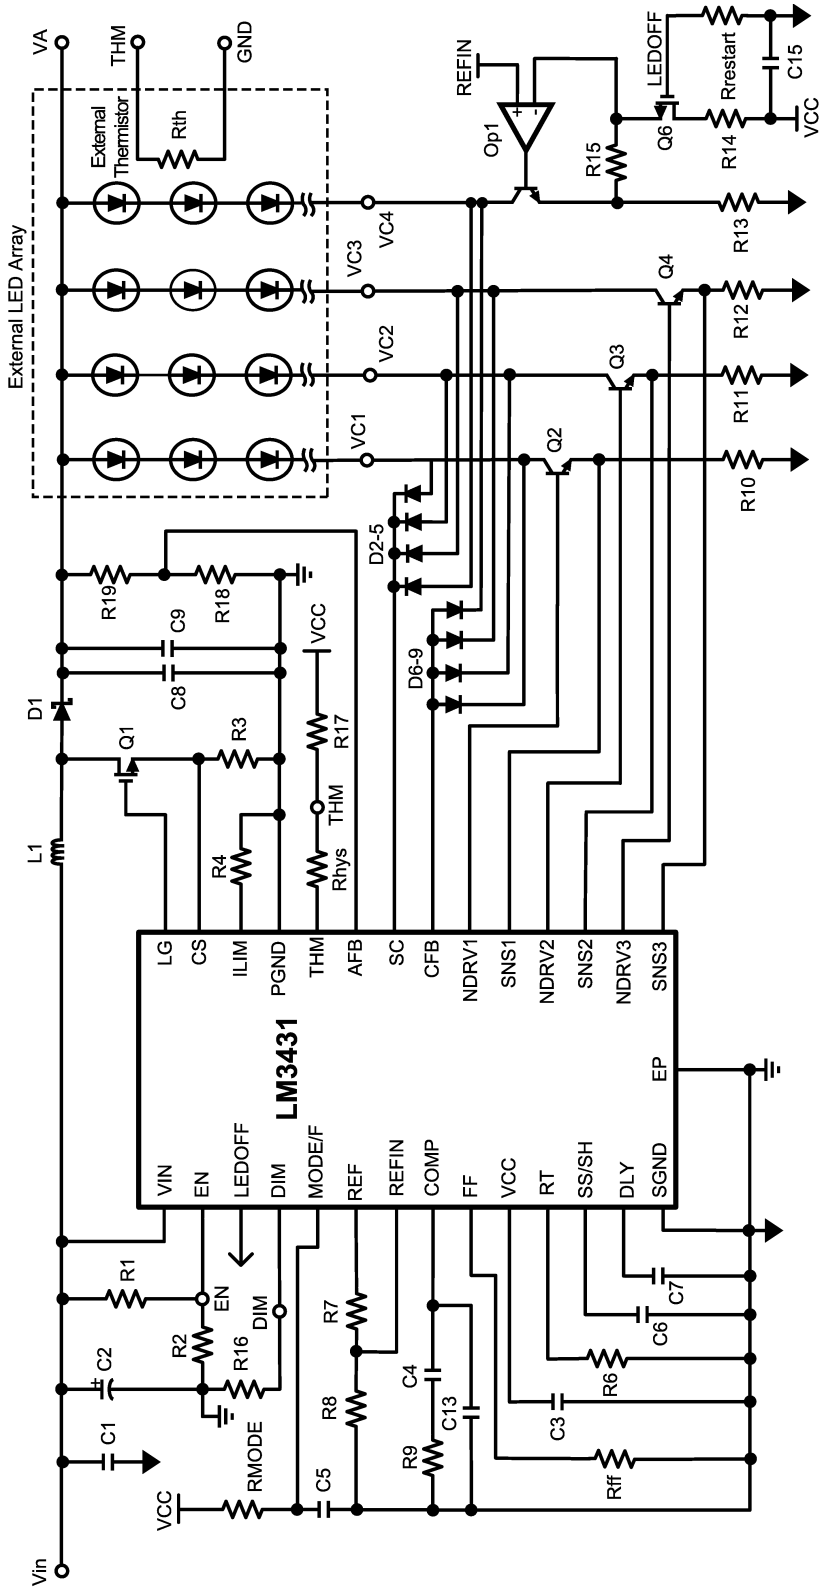 Vin
VA
THM
GND
External
Thermistor
Rth
External LED Array
VC4
VC3
VC2
VC1
REFIN
Op1
R15
LEDOFF
Q6
Rrestart
R14
C15
VCC
R13
Q4
R12
Q3
R11
Q2
R10
D2-5
D6-9
R19
R18
C9
C8
D1
Q1
R3
L1
R4
VCC
R17
THM
Rhys
LG
CS
ILIM
PGND
THM
AFB
SC
CFB
NDRV1
SNS1
NDRV2
SNS2
NDRV3
SNS3
LM3431
EP
VIN
EN
LEDOFF
DIM
MODE/F
REF
REFIN
COMP
FF
VCC
RT
SS/SH
DLY
SGND
R1
EN
R2
DIM
R16
C2
+
C1
VCC
RMODE
C5
R7
R8
C4
R9
C13
C7
C6
R6
C3
Rff
+
-